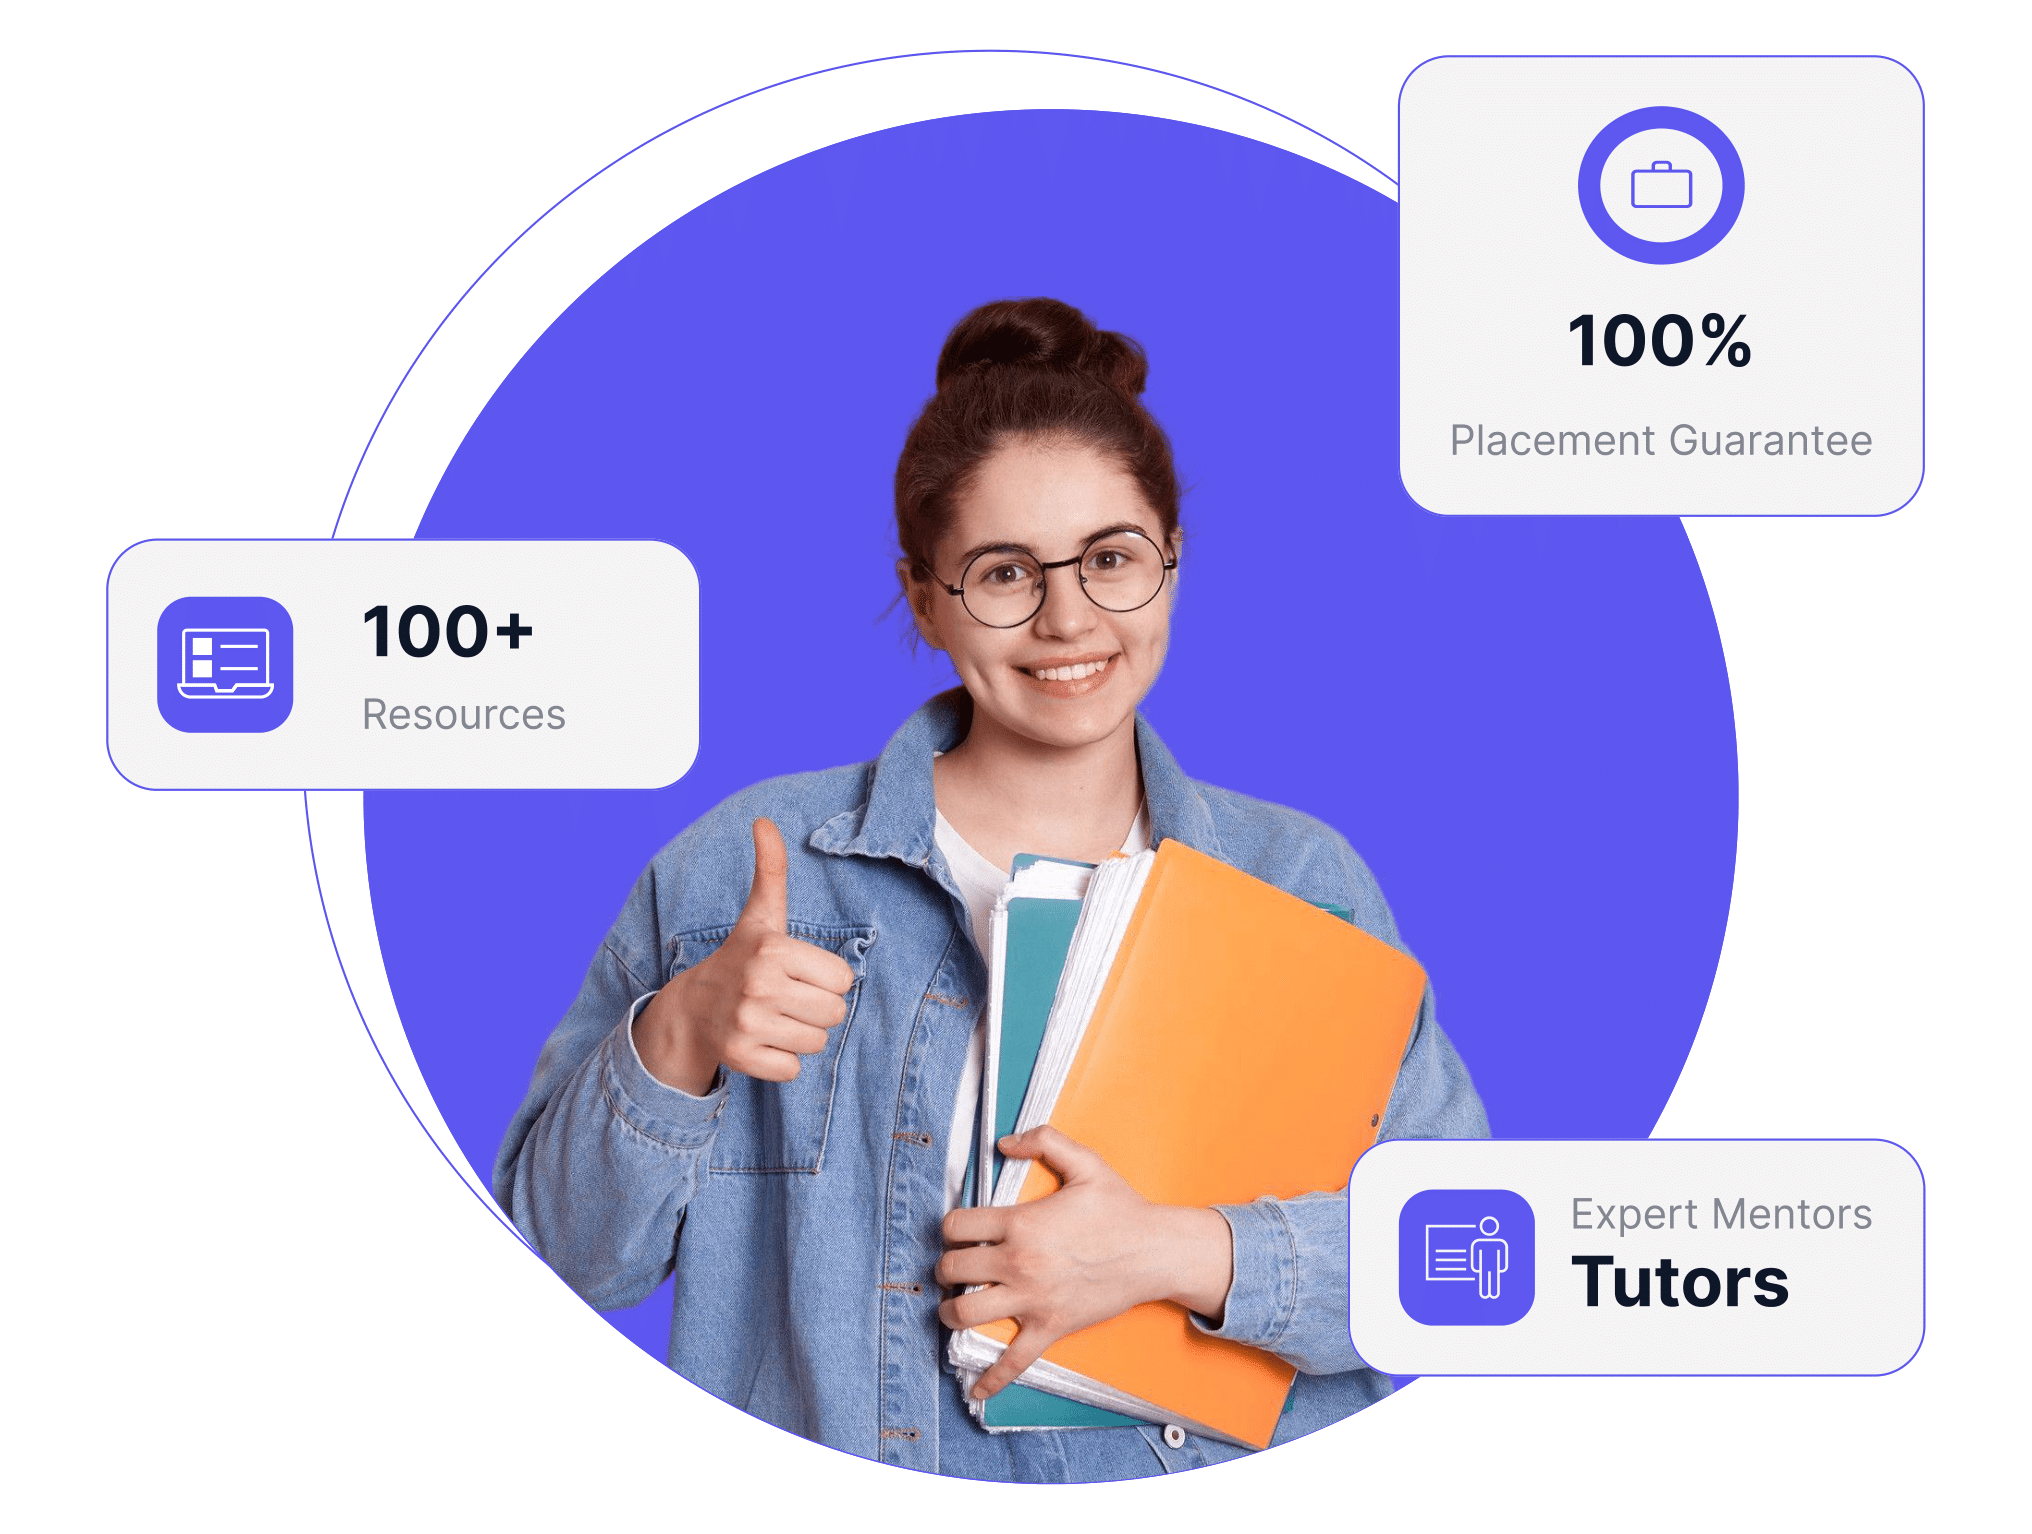 100%
Placement Guarantee
100+
Resources
Expert Mentors
Tutors